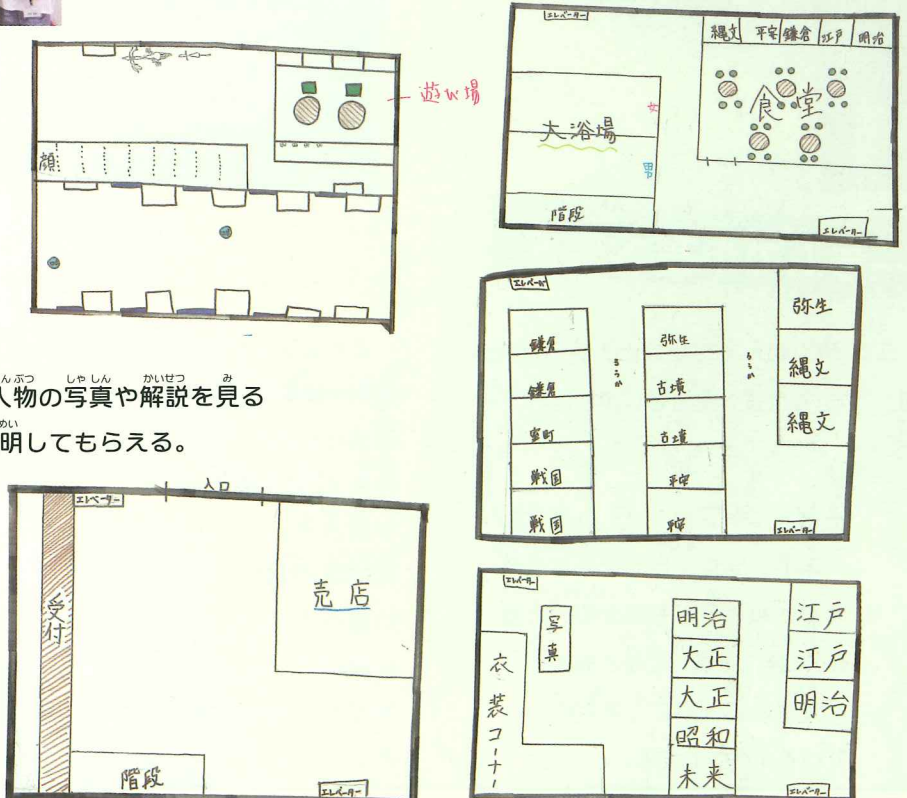 遊び場
顔
人物の写真や解説を見る
明してもらえる。
エレベーター
入口
受付
売店
階段
エレベーター
エレベーター
縄文 平安 鎌倉 江戸 明治
食堂
大浴場
女
男
階段
エレベーター
エレベーター
鎌倉
鎌倉
室町
戦国
戦国
ろうか
弥生
古墳
古墳
平安
平安
ろうか
弥生
縄文
縄文
エレベーター
エレベーター
衣装コーナー
写真
明治
大正
大正
昭和
未来
江戸
江戸
明治
エレベーター